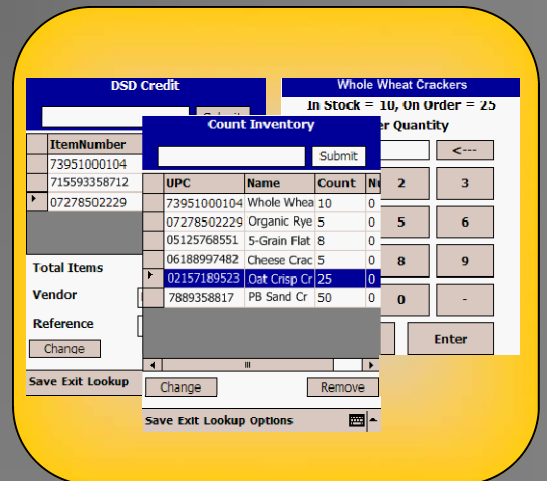 DSD Credit
ItemNumber
73951000104
715593358712
07278502229
Total Items
Vendor
Reference
Change
Save Exit Lookup
Count Inventory
Submit
UPC Name Count
73951000104 Whole Whea 10 0
07278502229 Organic Rye 5 0
05125768551 5-Grain Flat 8 0
06188997482 Cheese Crac 5 0
02157189523 Oat Crisp Cr 25 0
7889358817 PB Sand Cr 50 0
Change Remove
Save Exit Lookup Options
Whole Wheat Crackers
In Stock = 10, On Order = 25
Quantity
<---
2 3
5 6
8 9
0 -
Enter